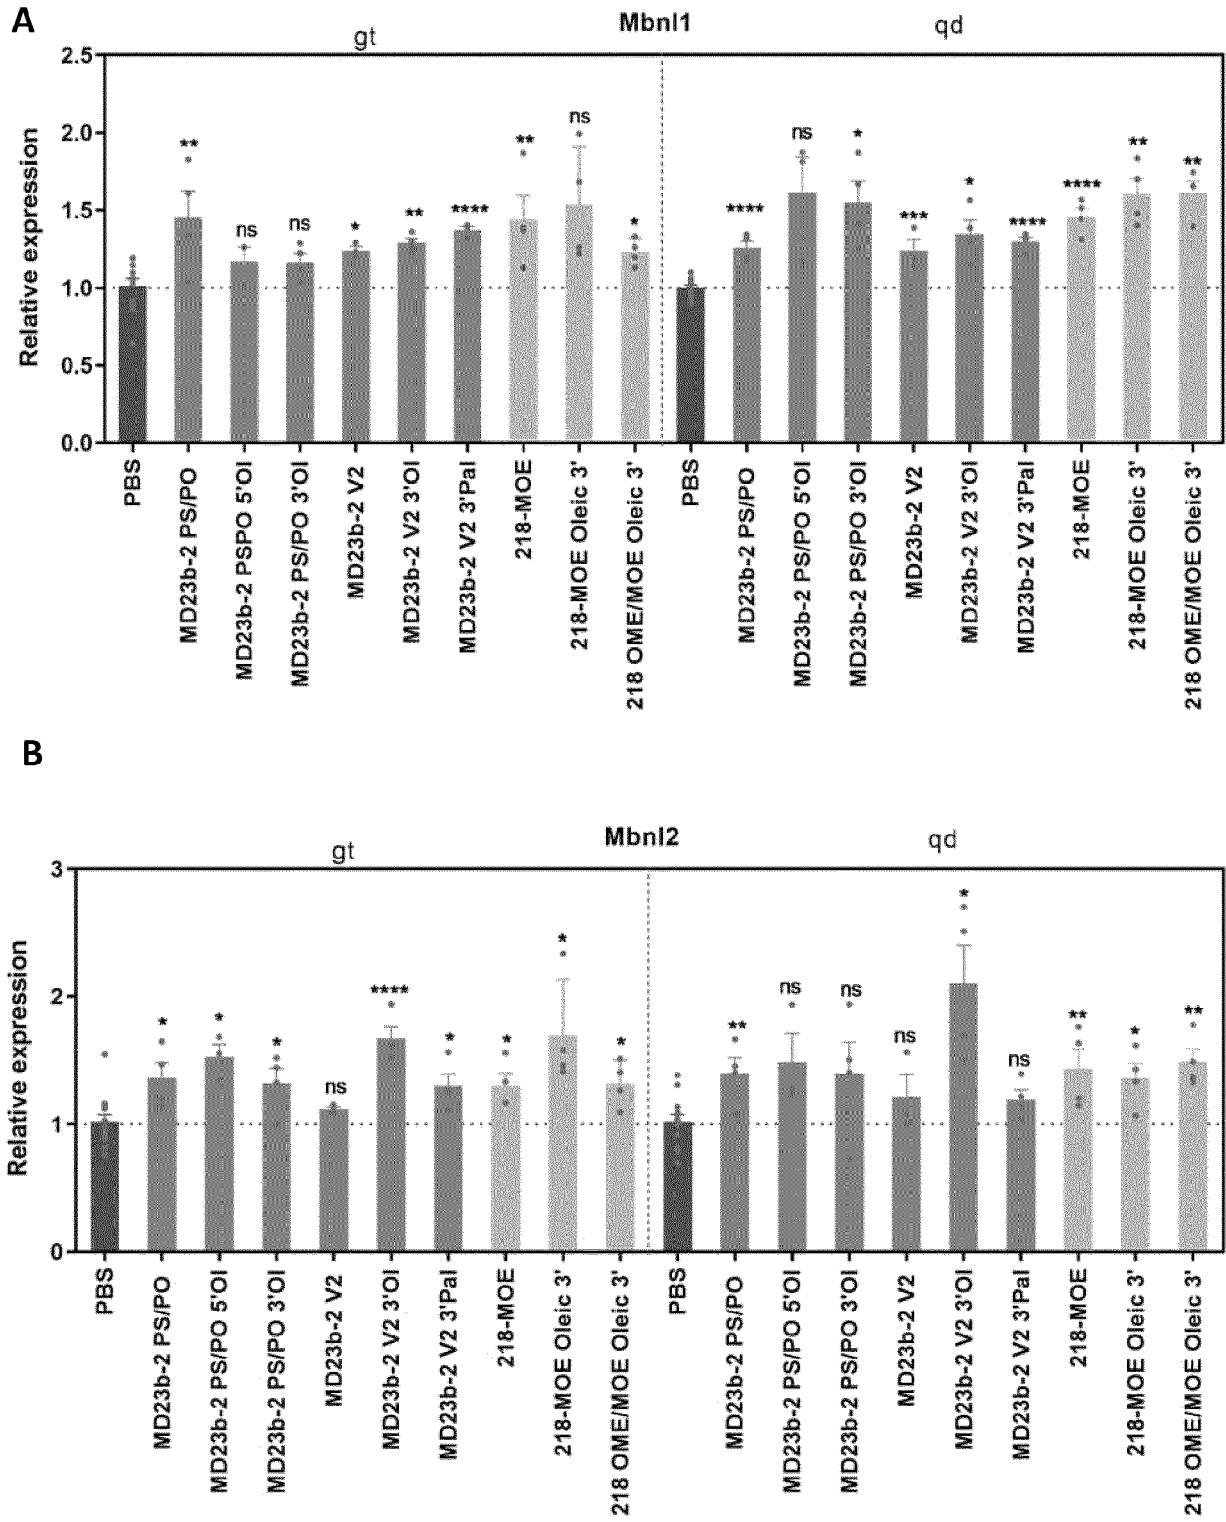 A
Mbnl1
gt
qd
Relative expression
2.5
2.0
1.5
1.0
0.5
0.0
**
ns
ns
*
**
****
**
ns
*
****
ns
*
***
*
****
****
**
**
PBS
MD23b-2 PS/PO
MD23b-2 PSPO 5'Ol
MD23b-2 PS/PO 3'Ol
MD23b-2 V2
MD23b-2 V2 3'Ol
MD23b-2 V2 3'Pal
218-MOE
218-MOE Oleic 3'
218 OME/MOE Oleic 3'
PBS
MD23b-2 PS/PO
MD23b-2 PS/PO 5'Ol
MD23b-2 PS/PO 3'Ol
MD23b-2 V2
MD23b-2 V2 3'Ol
MD23b-2 V2 3'Pal
218-MOE
218-MOE Oleic 3'
218 OME/MOE Oleic 3'
B
Mbnl2
gt
qd
Relative expression
3
2
1
0
*
*
*
ns
****
*
*
*
*
**
ns
ns
ns
*
ns
**
*
**
PBS
MD23b-2 PS/PO
MD23b-2 PS/PO 5'Ol
MD23b-2 PS/PO 3'Ol
MD23b-2 V2
MD23b-2 V2 3'Ol
MD23b-2 V2 3'Pal
218-MOE
218-MOE Oleic 3'
218 OME/MOE Oleic 3'
PBS
MD23b-2 PS/PO
MD23b-2 PS/PO 5'Ol
MD23b-2 PS/PO 3'Ol
MD23b-2 V2
MD23b-2 V2 3'Ol
MD23b-2 V2 3'Pal
218-MOE
218-MOE Oleic 3'
218 OME/MOE Oleic 3'